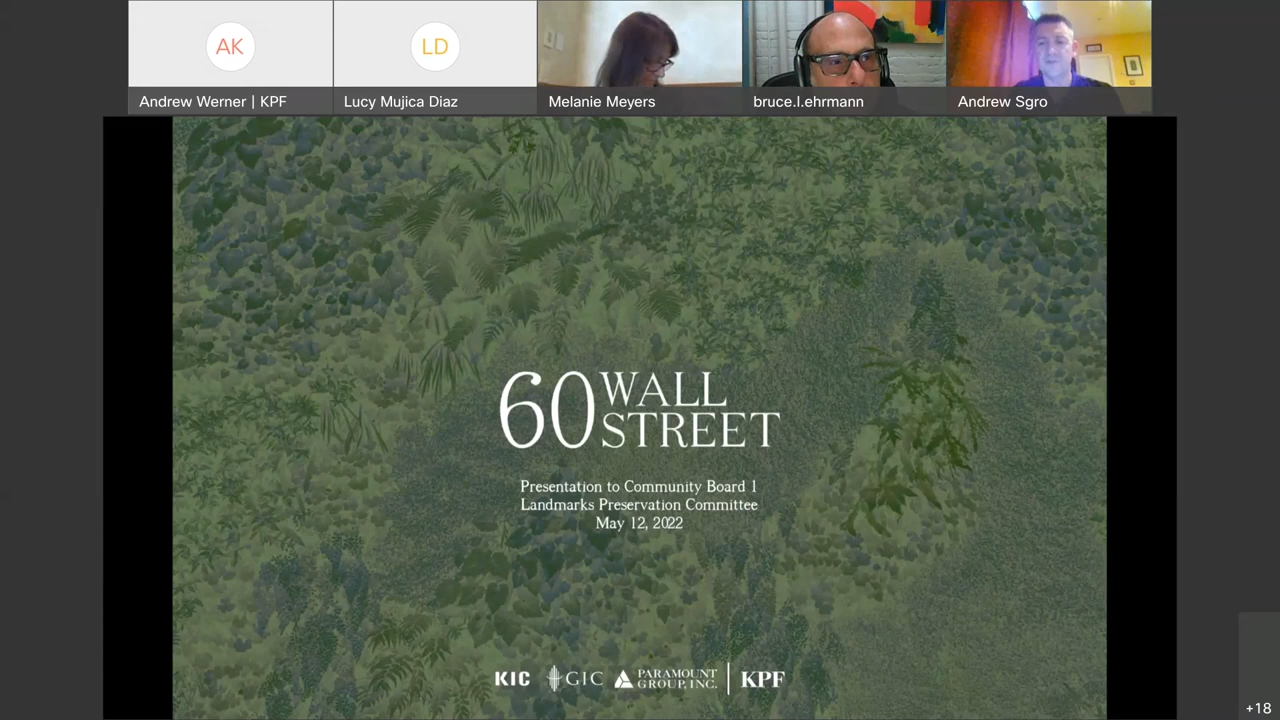 AK
LD
Andrew Werner | KPF
Lucy Mujica Diaz
Melanie Meyers
bruce.l.ehrmann
Andrew Sgro
60 WALL
STREET
Presentation to Community Board 1
Landmarks Preservation Committee
May 12, 2022
KIC GIC PARAMOUNT
GROUP, INC. KPF
+18